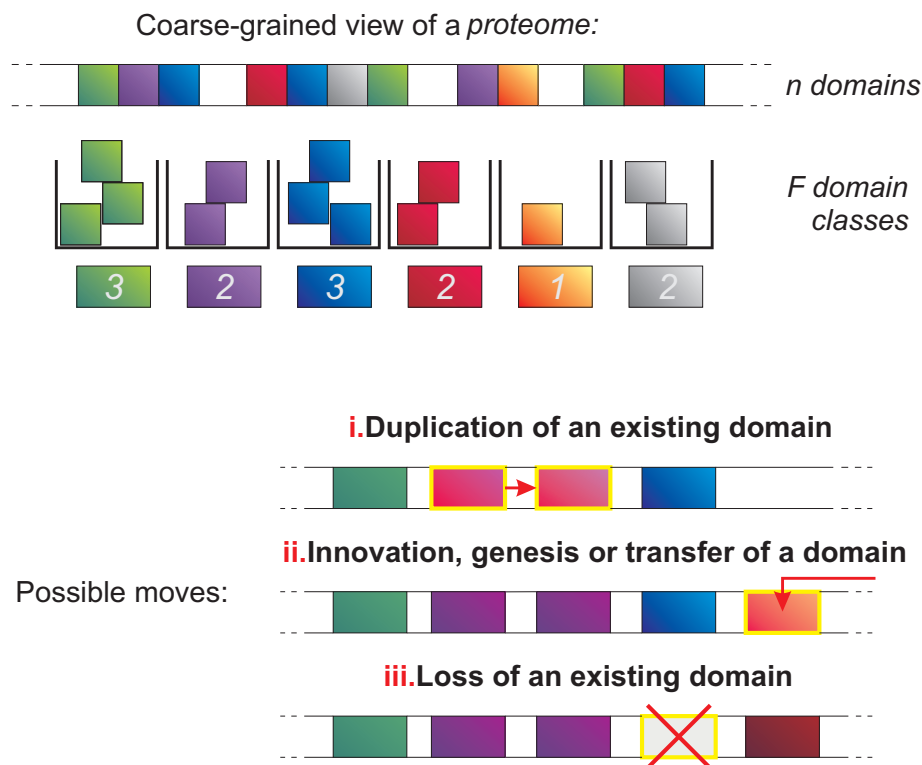 Coarse-grained view of a proteome:
n domains
F domain
classes
3 2 3 2 1 2
i.Duplication of an existing domain
ii.Innovation, genesis or transfer of a domain
Possible moves:
iii.Loss of an existing domain